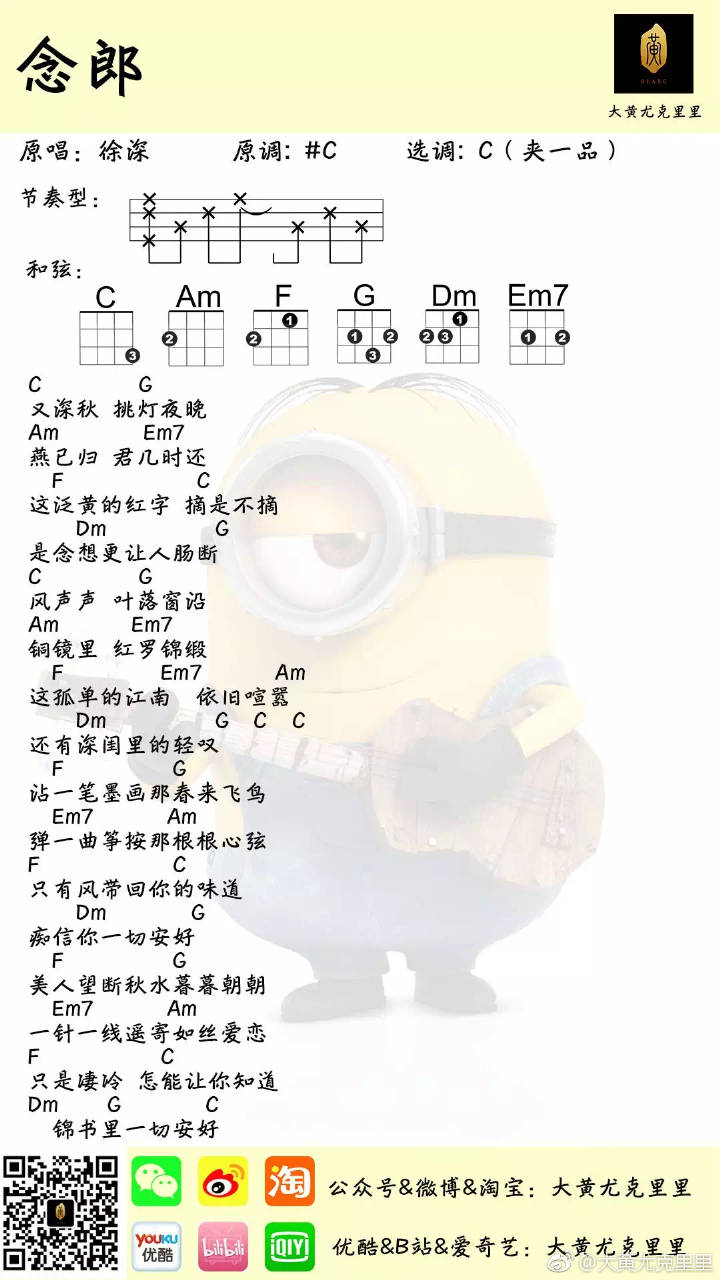 念郎
黄
HUANG
大黄尤克里里
原唱：徐深 原调: #C 选调: C（夹一品）
节奏型：
和弦：
C Am F G Dm Em7
3 2 1 2 1 2 3 1 2 3 1 2
C G
又深秋 挑灯夜晚
Am Em7
燕已归 君几时还
F C
这泛黄的红字 摘是不摘
Dm G
是念想更让人肠断
C G
风声声 叶落窗沿
Am Em7
铜镜里 红罗锦缎
F Em7 Am
这孤单的江南 依旧喧嚣
Dm G C C
还有深闺里的轻叹
F G
沾一笔墨画那春来飞鸟
Em7 Am
弹一曲筝按那根根心弦
F C
只有风带回你的味道
Dm G
痴信你一切安好
F G
美人望断秋水暮暮朝朝
Em7 Am
一针一线遥寄如丝爱恋
F C
只是凄冷 怎能让你知道
Dm G C
锦书里一切安好
淘
公众号&微博&淘宝：大黄尤克里里
YOUKU
优酷
bilibili
iQIYI
优酷&B站&爱奇艺：大黄尤克里里
@大黄尤克里里